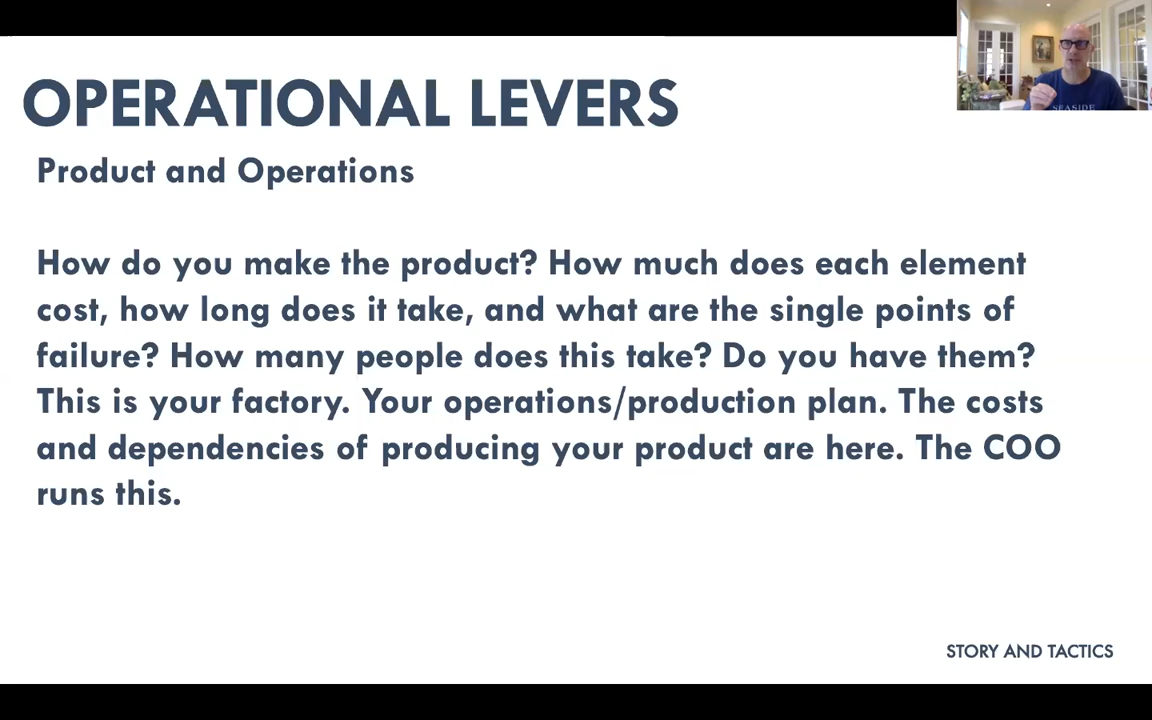 OPERATIONAL LEVERS
SEASIDE
Product and Operations
How do you make the product? How much does each element
cost, how long does it take, and what are the single points of
failure? How many people does this take? Do you have them?
This is your factory. Your operations/production plan. The costs
and dependencies of producing your product are here. The COO
runs this.
STORY AND TACTICS